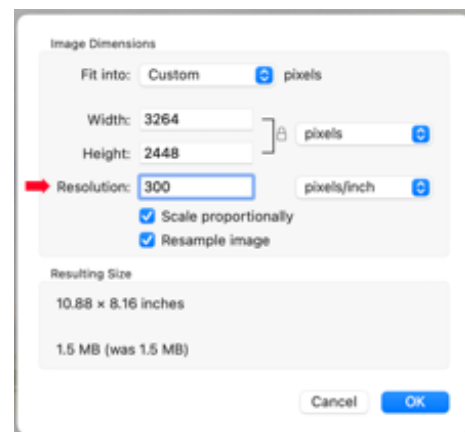 Image Dimensions
Fit into: Custom pixels
Width: 3264
pixels
Height: 2448
Resolution: 300 pixels/inch
Scale proportionally
Resample image
Resulting Size
10.88 × 8.16 inches
1.5 MB (was 1.5 MB)
Cancel OK